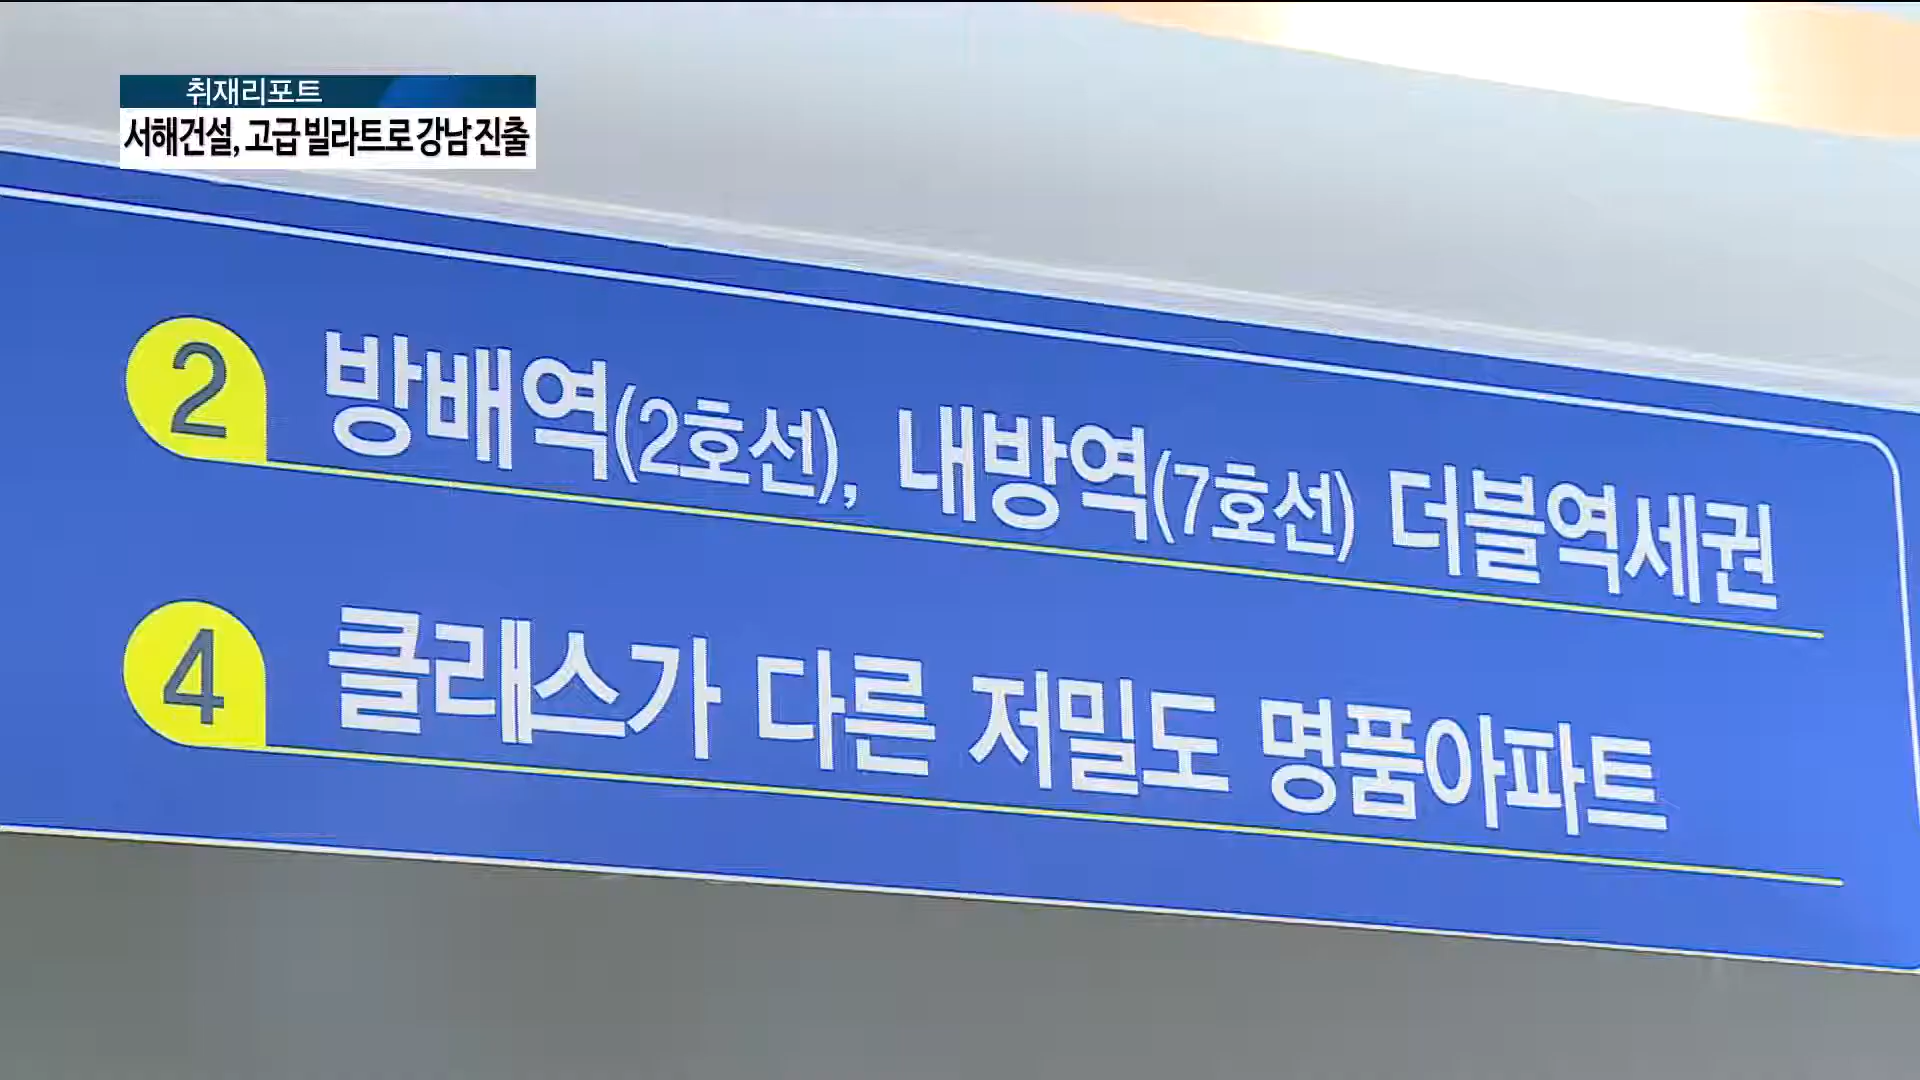 취재리포트
서해건설, 고급 빌라트로 강남 진출
2 방배역(2호선), 내방역(7호선) 더블역세권
4 클래스가 다른 저밀도 명품아파트